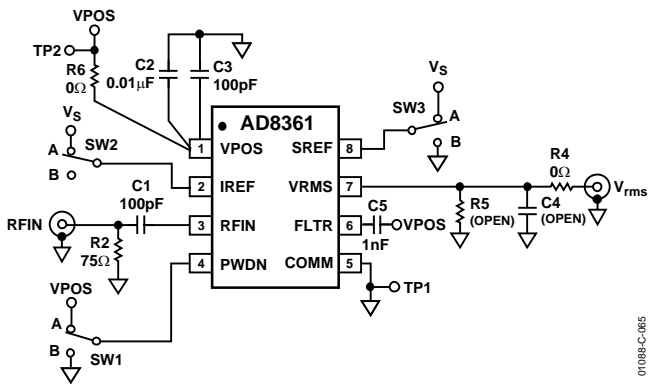 VPOS
TP2
R6
0Ω
C2
0.01μF
C3
100pF
VS
SW2
A
B
AD8361
1 VPOS
2 IREF
3 RFIN
4 PWDN
SREF 8
VRMS 7
FLTR 6
COMM 5
VS
SW3
A
B
C1
100pF
RFIN
R2
75Ω
VPOS
A
B
SW1
C5
1nF
VPOS
TP1
R5
(OPEN)
C4
(OPEN)
R4
0Ω
Vrms
01088-C-065